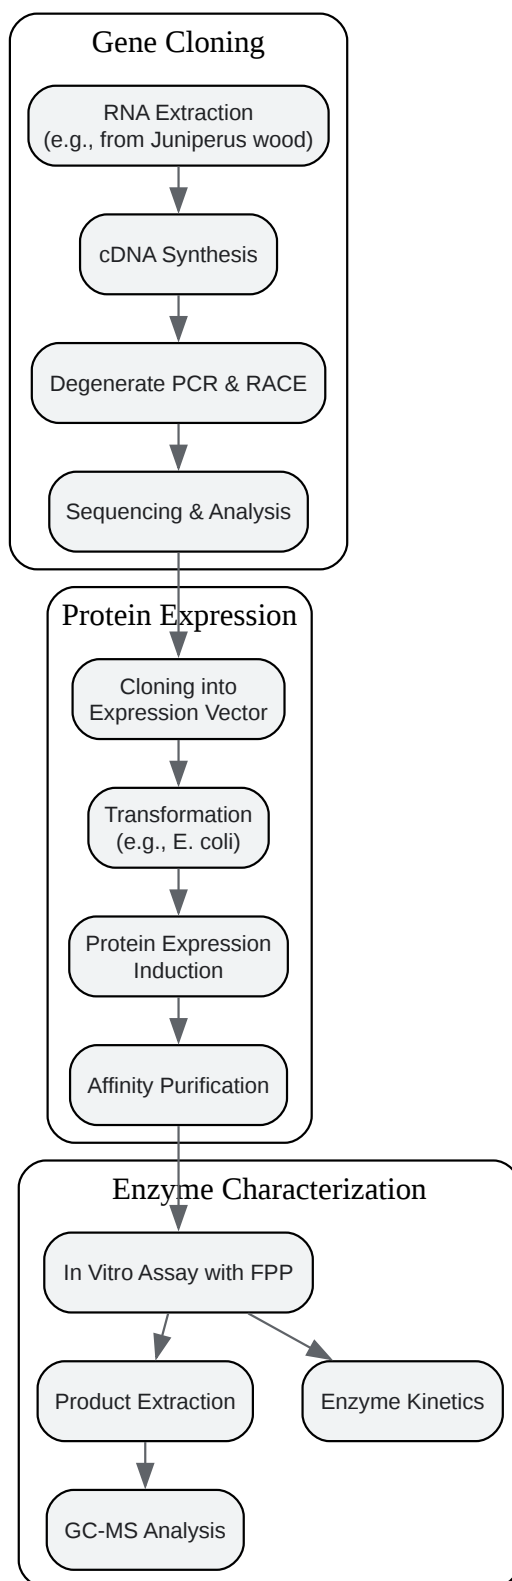 Gene Cloning
RNA Extraction
(e.g., from Juniperus wood)
cDNA Synthesis
Degenerate PCR & RACE
Sequencing & Analysis
Protein Expression
Cloning into
Expression Vector
Transformation
(e.g., E. coli)
Protein Expression
Induction
Affinity Purification
Enzyme Characterization
In Vitro Assay with FPP
Product Extraction
Enzyme Kinetics
GC-MS Analysis